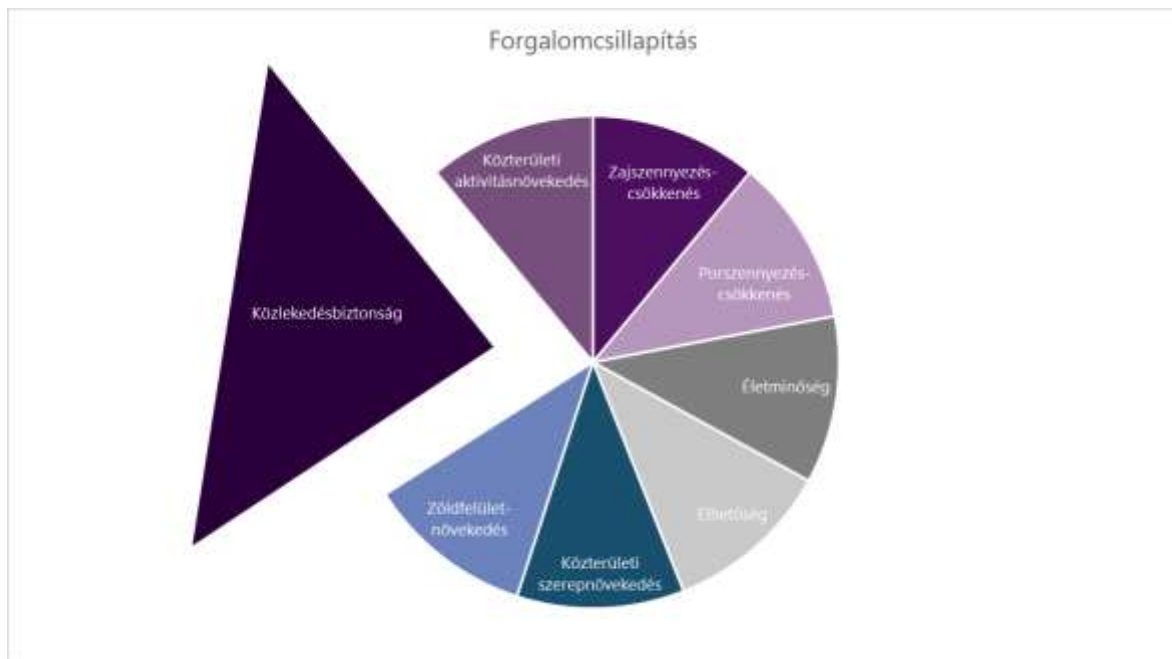 Forgalomcsillapítás
Közterületi
aktivitásnövekedés
Zajszennyezés-
csökkenés
Porszennyezés-
csökkenés
Közlekedésbiztonság
Életminőség
Zöldfelület-
növekedés
Élhetőség
Közterületi
szerepnövekedés